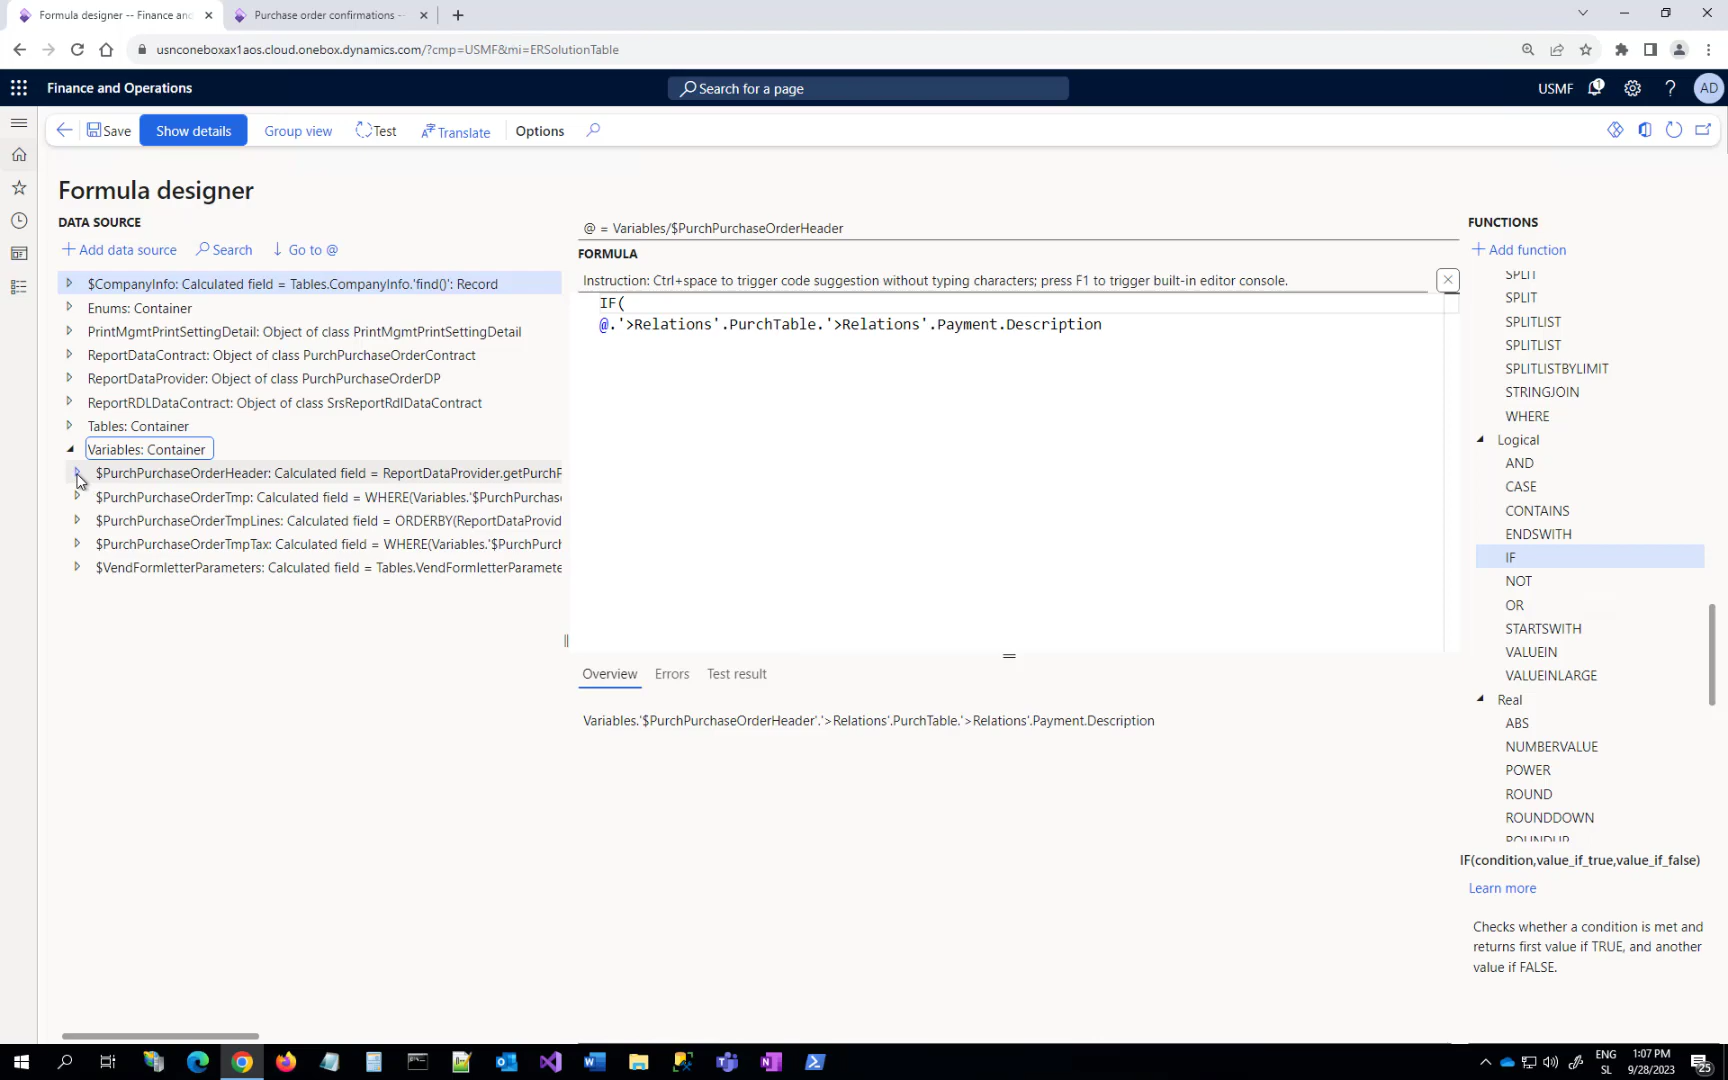 Formula designer -- Finance and
Purchase order confirmations --
usnconeboxax1aos.cloud.onebox.dynamics.com/?cmp=USMF&mi=ERSolutionTable
Finance and Operations
Search for a page
USMF
1
AD
Save
Show details
Group view
Test
Translate
Options
Formula designer
DATA SOURCE
Add data source
Search
Go to @
$CompanyInfo: Calculated field = Tables.CompanyInfo.'find()': Record
Enums: Container
PrintMgmtPrintSettingDetail: Object of class PrintMgmtPrintSettingDetail
ReportDataContract: Object of class PurchPurchaseOrderContract
ReportDataProvider: Object of class PurchPurchaseOrderDP
ReportRDLDataContract: Object of class SrsReportRdlDataContract
Tables: Container
Variables: Container
$PurchPurchaseOrderHeader: Calculated field = ReportDataProvider.getPurchP
$PurchPurchaseOrderTmp: Calculated field = WHERE(Variables.'$PurchPurchase
$PurchPurchaseOrderTmpLines: Calculated field = ORDERBY(ReportDataProvid
$PurchPurchaseOrderTmpTax: Calculated field = WHERE(Variables.'$PurchPurch
$VendFormletterParameters: Calculated field = Tables.VendFormletterParamete
@ = Variables/$PurchPurchaseOrderHeader
FORMULA
Instruction: Ctrl+space to trigger code suggestion without typing characters; press F1 to trigger built-in editor console.
IF(
@.'>Relations'.PurchTable.'>Relations'.Payment.Description
Overview
Errors
Test result
Variables.'$PurchPurchaseOrderHeader'.'>Relations'.PurchTable.'>Relations'.Payment.Description
FUNCTIONS
Add function
SPLIT
SPLIT
SPLITLIST
SPLITLIST
SPLITLISTBYLIMIT
STRINGJOIN
WHERE
Logical
AND
CASE
CONTAINS
ENDSWITH
IF
NOT
OR
STARTSWITH
VALUEIN
VALUEINLARGE
Real
ABS
NUMBERVALUE
POWER
ROUND
ROUNDDOWN
ROUNDUP
IF(condition,value_if_true,value_if_false)
Learn more
Checks whether a condition is met and
returns first value if TRUE, and another
value if FALSE.
ENG
SL
1:07 PM
9/28/2023
25